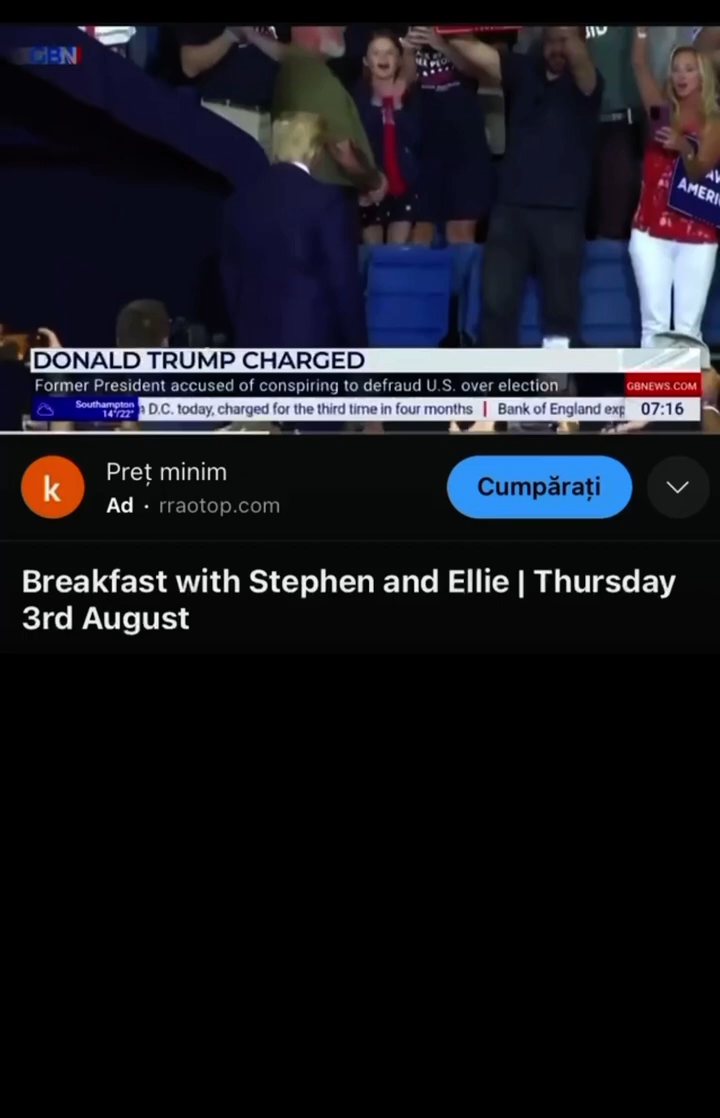 GBN
AMERI
DONALD TRUMP CHARGED
Former President accused of conspiring to defraud U.S. over election
GBNEWS.COM
Southampton
14°/22°
D.C. today, charged for the third time in four months | Bank of England exp
07:16
k
Preț minim
Ad · rraotop.com
Cumpărați
Breakfast with Stephen and Ellie | Thursday
3rd August